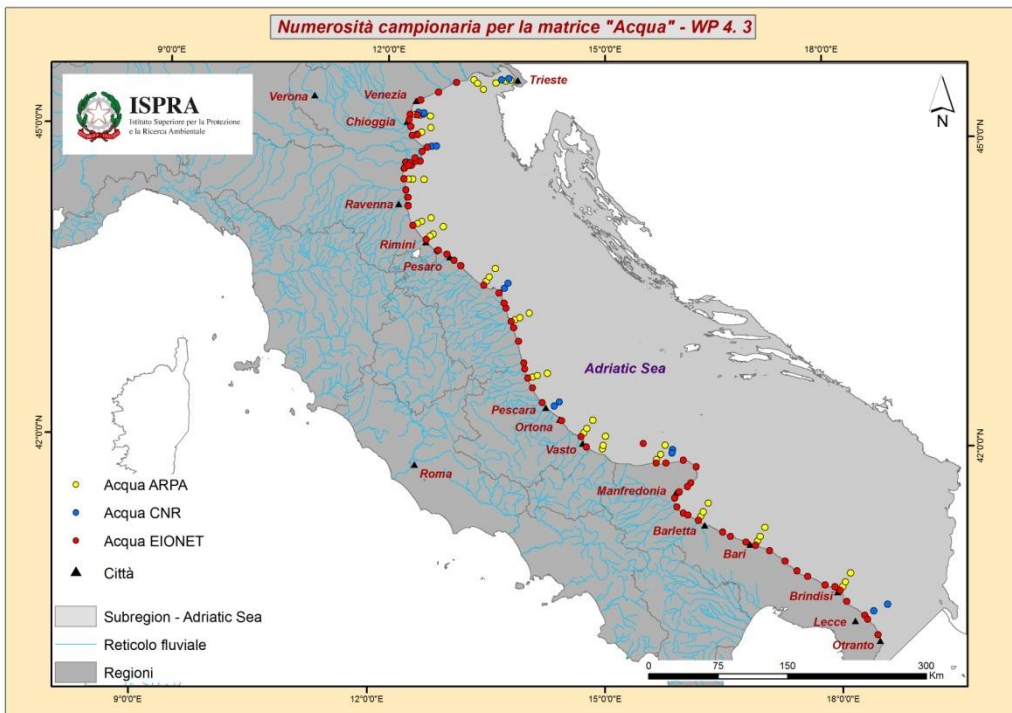 Numerosità campionaria per la matrice "Acqua" - WP 4. 3
9°0'0"E
12°0'0"E
15°0'0"E
18°0'0"E
ISPRA
Istituto Superiore per la Protezione
e la Ricerca Ambientale
N
45°0'0"N
45°0'0"N
Verona
Venezia
Trieste
Chioggia
Ravenna
Rimini
Pesaro
Adriatic Sea
Pescara
Ortona
42°0'0"N
42°0'0"N
Vasto
Roma
Manfredonia
Barletta
Bari
Brindisi
Lecce
Otranto
Acqua ARPA
Acqua CNR
Acqua EIONET
Città
Subregion - Adriatic Sea
Reticolo fluviale
Regioni
0 75 150 300
Km
9°0'0"E
12°0'0"E
15°0'0"E
18°0'0"E